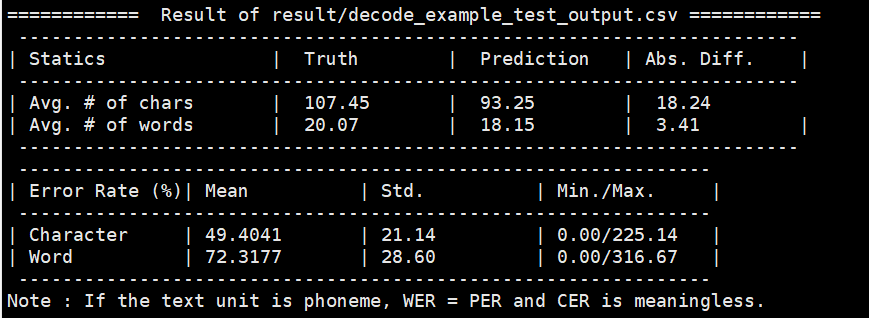 ============  Result of result/decode_example_test_output.csv ============
 -----------------------------------------------------------------------
| Statics               |  Truth        |  Prediction   | Abs. Diff.    |
 -----------------------------------------------------------------------
| Avg. # of chars       |  107.45       |  93.25        |  18.24
| Avg. # of words       |  20.07        |  18.15        |  3.41         |
 -----------------------------------------------------------------------
 ---------------------------------------------------------------
| Error Rate (%)| Mean          | Std.          | Min./Max.     |
 ---------------------------------------------------------------
| Character     | 49.4041       | 21.14         | 0.00/225.14   |
| Word          | 72.3177       | 28.60         | 0.00/316.67   |
 ---------------------------------------------------------------
Note : If the text unit is phoneme, WER = PER and CER is meaningless.